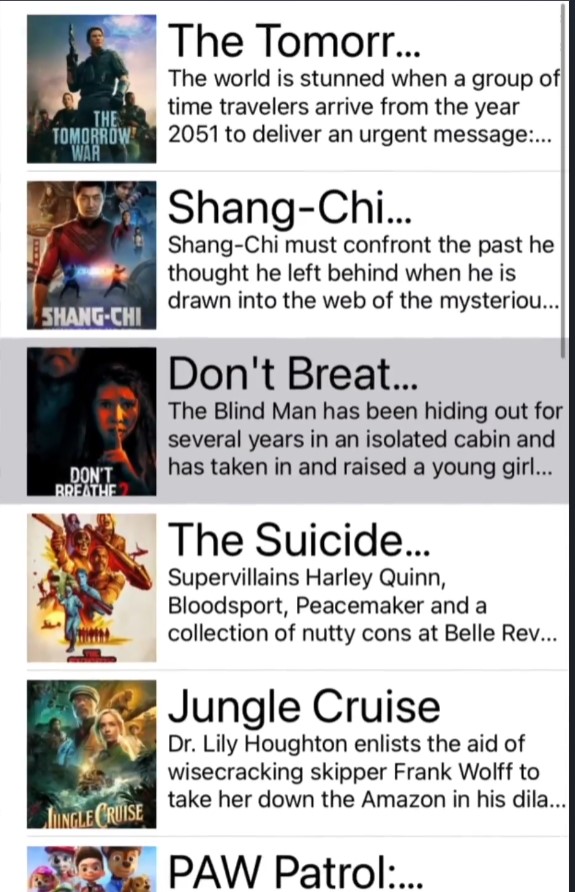 THE
TOMORROW
WAR
The Tomorr...
The world is stunned when a group of
time travelers arrive from the year
2051 to deliver an urgent message:...
SHANG-CHI
Shang-Chi...
Shang-Chi must confront the past he
thought he left behind when he is
drawn into the web of the mysteriou...
DON'T
BREATHE 2
Don't Breat...
The Blind Man has been hiding out for
several years in an isolated cabin and
has taken in and raised a young girl...
The Suicide...
Supervillains Harley Quinn,
Bloodsport, Peacemaker and a
collection of nutty cons at Belle Rev...
JUNGLE CRUISE
Jungle Cruise
Dr. Lily Houghton enlists the aid of
wisecracking skipper Frank Wolff to
take her down the Amazon in his dila...
PAW Patrol:...